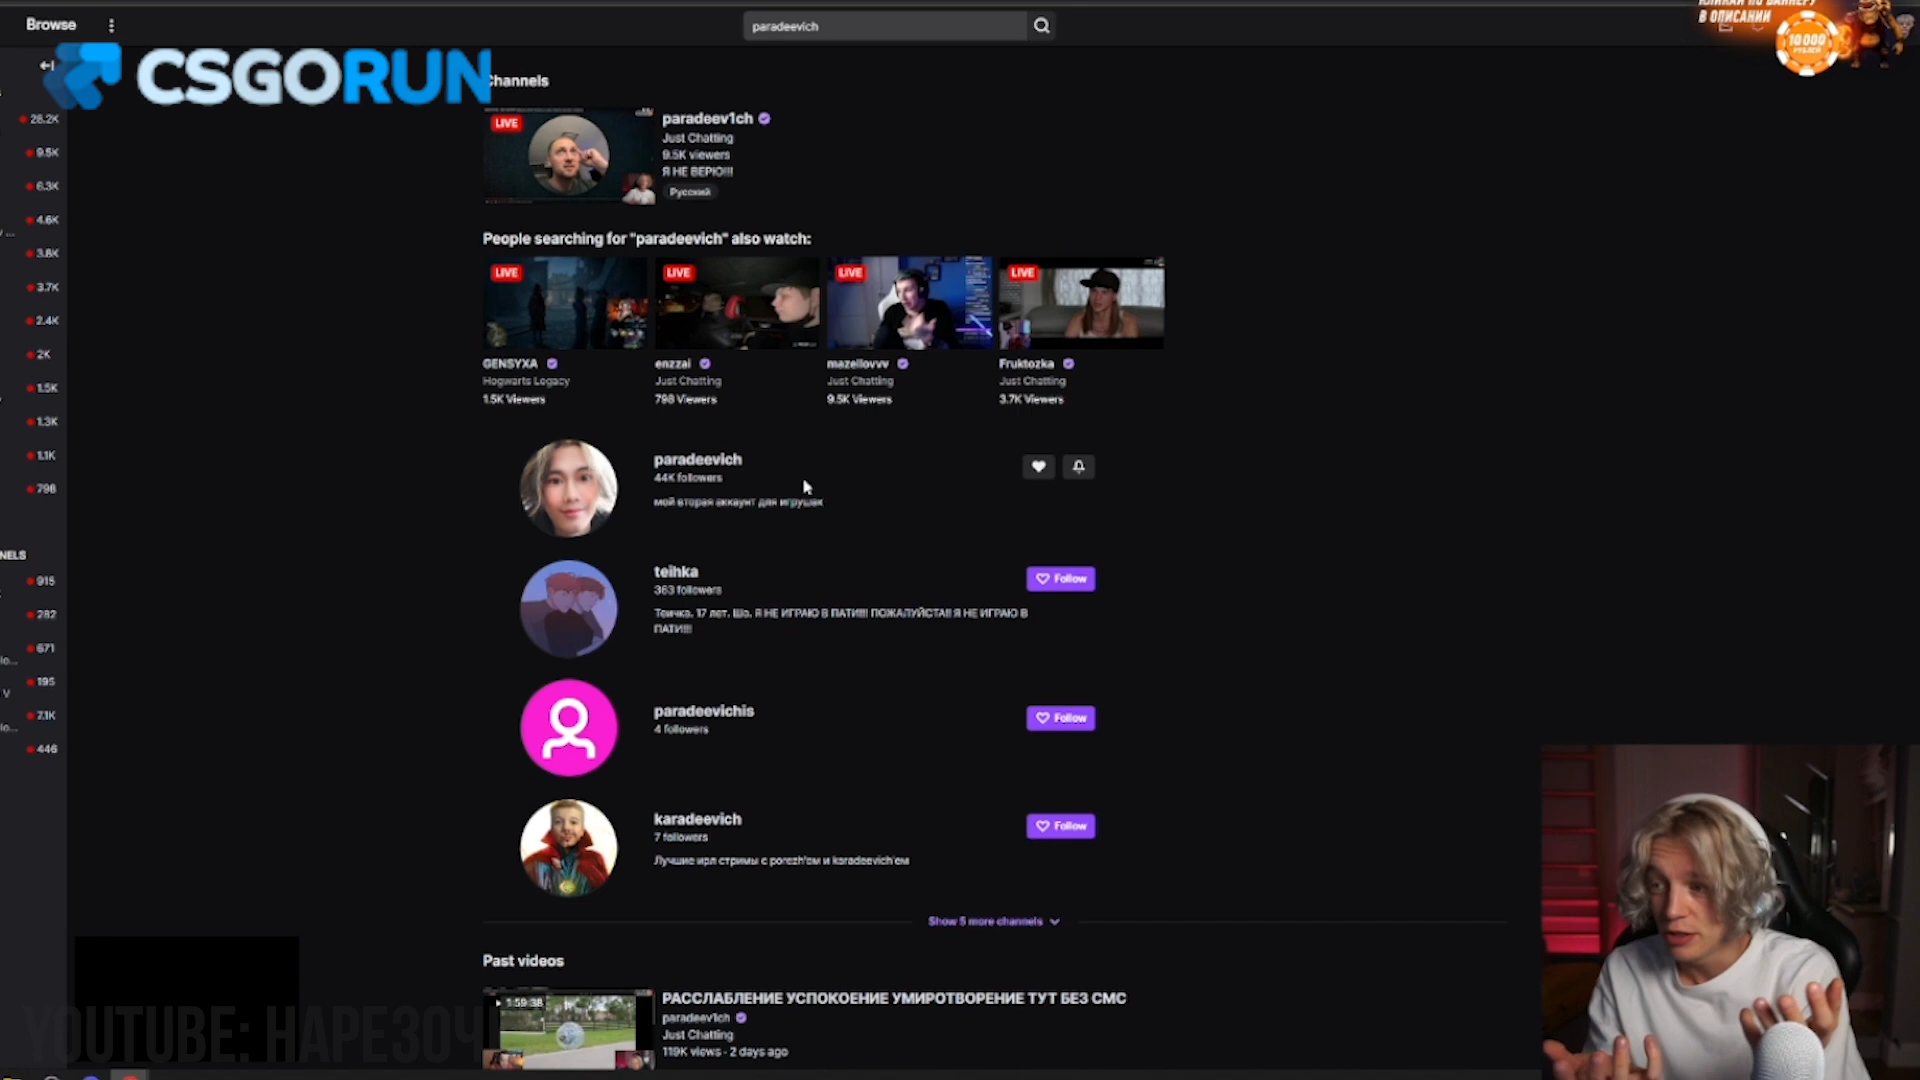 Browse
paradeevich
КЛИКАЙ ПО БАННЕРУ
В ОПИСАНИИ
10 000
РУБЛЕЙ
CSGORUN
Channels
28.2K
9.5K
6.3K
4.6K
3.8K
3.7K
2.4K
2K
1.5K
1.3K
1.1K
798
NELS
915
282
671
195
7.1K
446
LIVE
paradeev1ch
Just Chatting
9.5K viewers
Я НЕ ВЕРЮ!!!
Русский
People searching for "paradeevich" also watch:
LIVE
LIVE
LIVE
LIVE
GENSYXA
Hogwarts Legacy
1.5K Viewers
enzzai
Just Chatting
798 Viewers
mazellovvv
Just Chatting
9.5K Viewers
Fruktozka
Just Chatting
3.7K Viewers
paradeevich
44K followers
мой вторая аккаунт для игрушак
teihka
363 followers
Follow
Теичка. 17 лет. Шо. Я НЕ ИГРАЮ В ПАТИ!!! ПОЖАЛУЙСТА!! Я НЕ ИГРАЮ В
ПАТИ!!!
paradeevichis
4 followers
Follow
karadeevich
7 followers
Follow
Лучшие ирл стримы с porezh'ем и karadeevich'ем
Show 5 more channels
Past videos
1:59:38
РАССЛАБЛЕНИЕ УСПОКОЕНИЕ УМИРОТВОРЕНИЕ ТУТ БЕЗ СМС
paradeev1ch
Just Chatting
119K views · 2 days ago
YOUTUBE: НАРЕЗОЧ